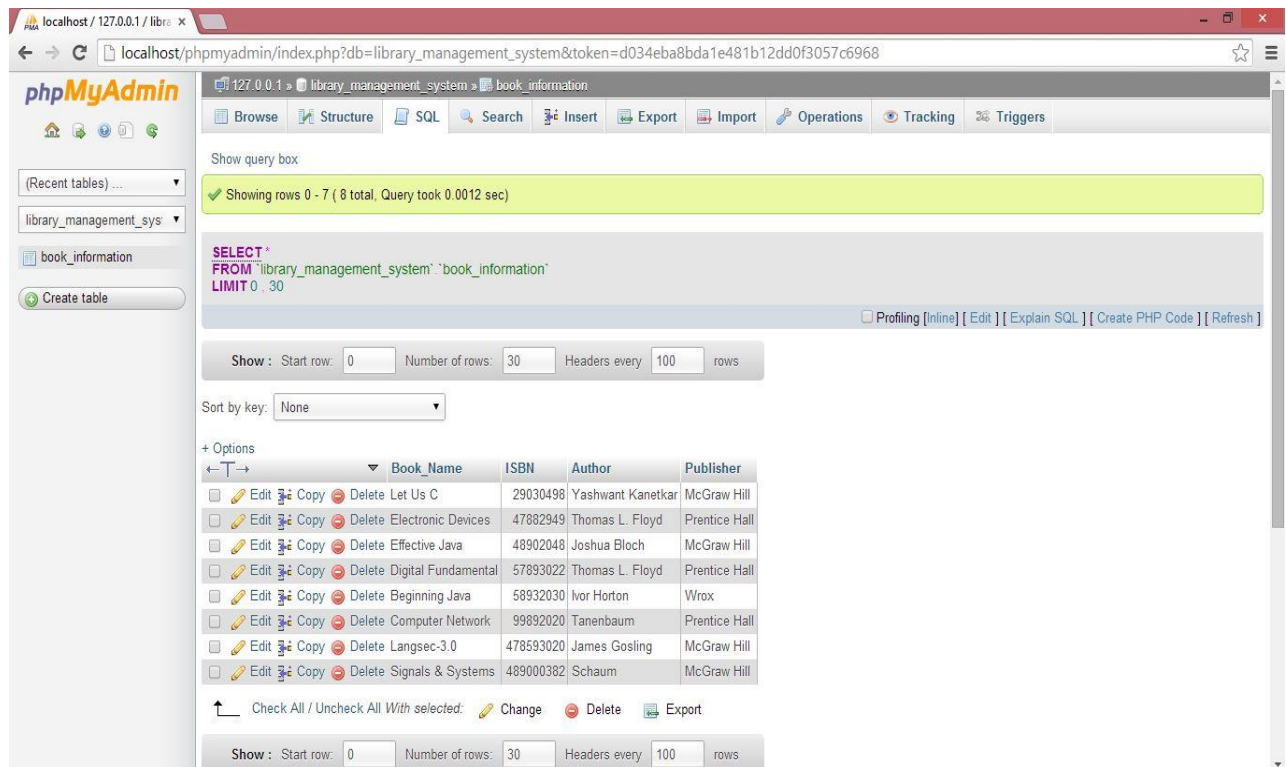 localhost / 127.0.0.1 / libra
localhost/phpmyadmin/index.php?db=library_management_system&token=d034eba8bda1e481b12dd0f3057c6968
phpMyAdmin
127.0.0.1 » library_management_system » book_information
Browse Structure SQL Search Insert Export Import Operations Tracking Triggers
(Recent tables) ...
library_management_sys
book_information
Create table
Show query box
Showing rows 0 - 7 ( 8 total, Query took 0.0012 sec)
SELECT *
FROM `library_management_system`.`book_information`
LIMIT 0 , 30
Profiling [Inline] [ Edit ] [ Explain SQL ] [ Create PHP Code ] [ Refresh ]
Show : Start row: 0 Number of rows: 30 Headers every 100 rows
Sort by key: None
+ Options
←T→ Book_Name ISBN Author Publisher
Edit Copy Delete Let Us C 29030498 Yashwant Kanetkar McGraw Hill
Edit Copy Delete Electronic Devices 47882949 Thomas L. Floyd Prentice Hall
Edit Copy Delete Effective Java 48902048 Joshua Bloch McGraw Hill
Edit Copy Delete Digital Fundamental 57893022 Thomas L. Floyd Prentice Hall
Edit Copy Delete Beginning Java 58932030 Ivor Horton Wrox
Edit Copy Delete Computer Network 99892020 Tanenbaum Prentice Hall
Edit Copy Delete Langsec-3.0 478593020 James Gosling McGraw Hill
Edit Copy Delete Signals & Systems 489000382 Schaum McGraw Hill
Check All / Uncheck All With selected: Change Delete Export
Show : Start row: 0 Number of rows: 30 Headers every 100 rows